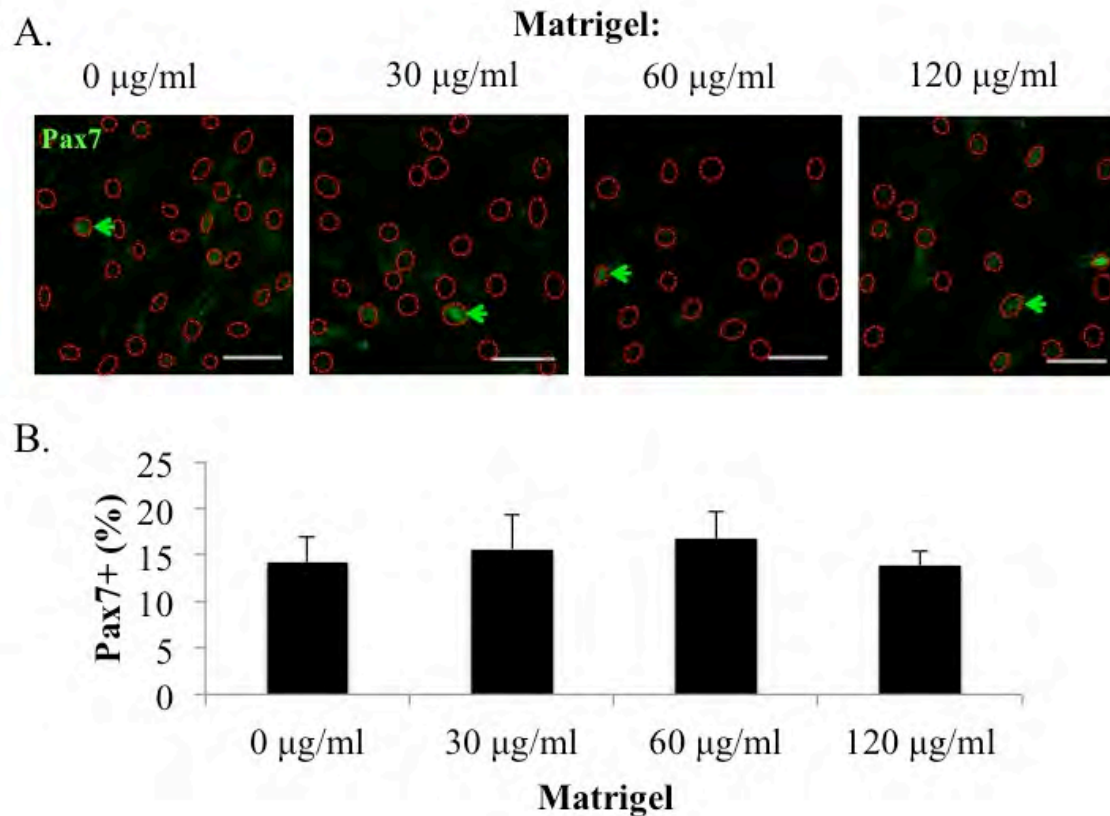 A.
Matrigel:
0 μg/ml 30 μg/ml 60 μg/ml 120 μg/ml
Pax7
B.
Pax7+ (%)
25
20
15
10
5
0
0 μg/ml 30 μg/ml 60 μg/ml 120 μg/ml
Matrigel